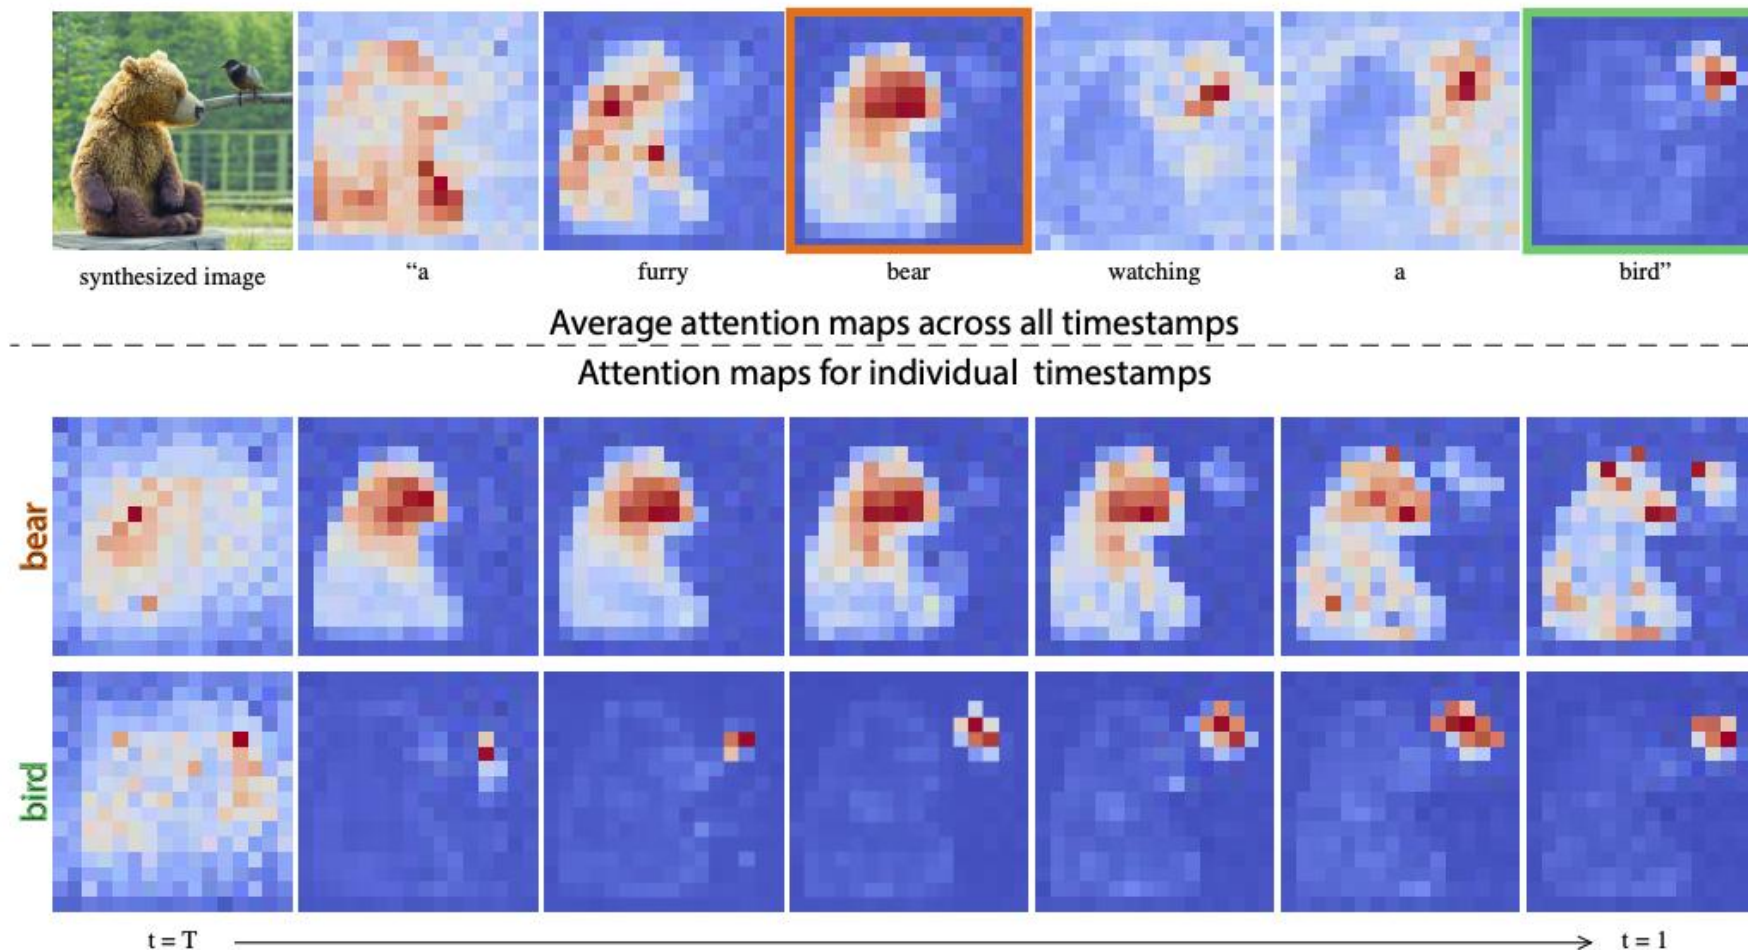 synthesized image
“a
furry
bear
watching
a
bird”
Average attention maps across all timestamps
Attention maps for individual timestamps
bear
bird
t = T
t = 1